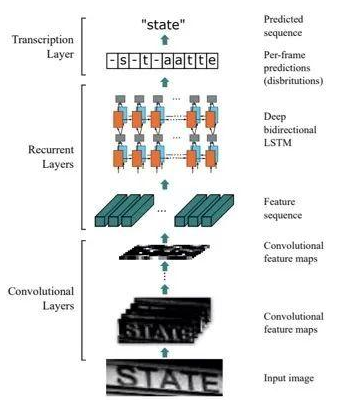 "state"
Predicted
sequence
Transcription
Layer
-s-t-aatte
Per-frame
predictions
(disbritutions)
Recurrent
Layers
Deep
bidirectional
LSTM
Feature
sequence
Convolutional
Layers
Convolutional
feature maps
STATE
Convolutional
feature maps
STATE
Input image